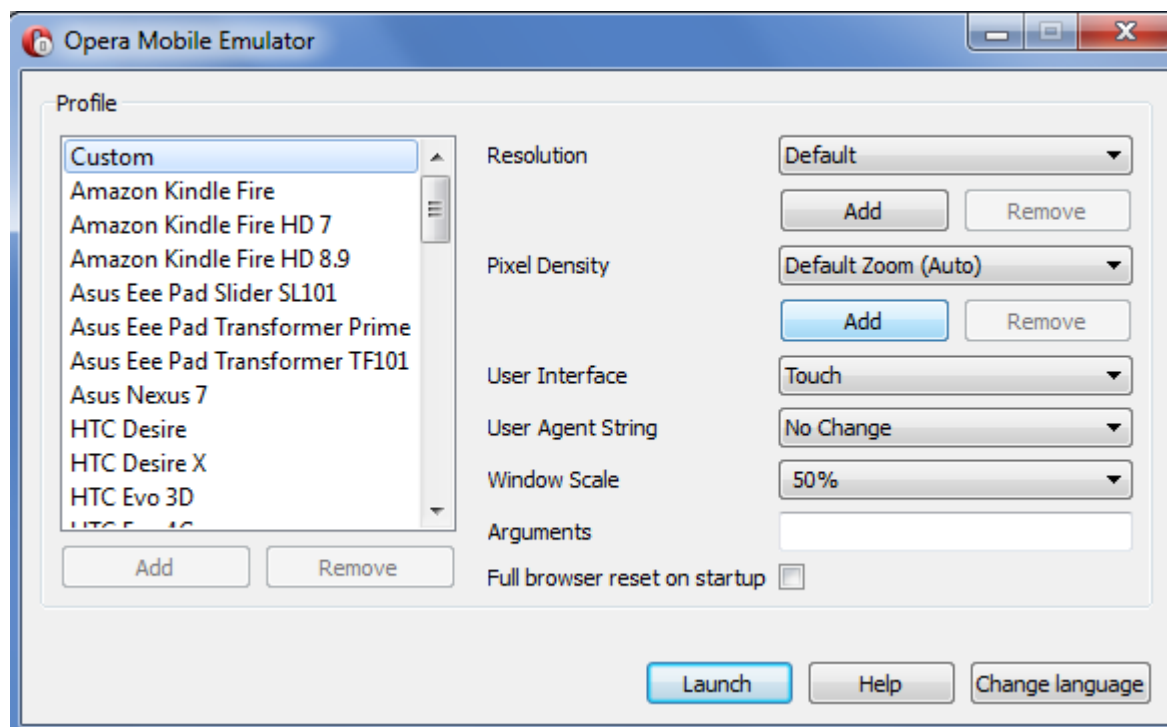 Opera Mobile Emulator
Profile
Custom
Amazon Kindle Fire
Amazon Kindle Fire HD 7
Amazon Kindle Fire HD 8.9
Asus Eee Pad Slider SL101
Asus Eee Pad Transformer Prime
Asus Eee Pad Transformer TF101
Asus Nexus 7
HTC Desire
HTC Desire X
HTC Evo 3D
Add Remove
Resolution Default
Add Remove
Pixel Density Default Zoom (Auto)
Add Remove
User Interface Touch
User Agent String No Change
Window Scale 50%
Arguments
Full browser reset on startup
Launch Help Change language